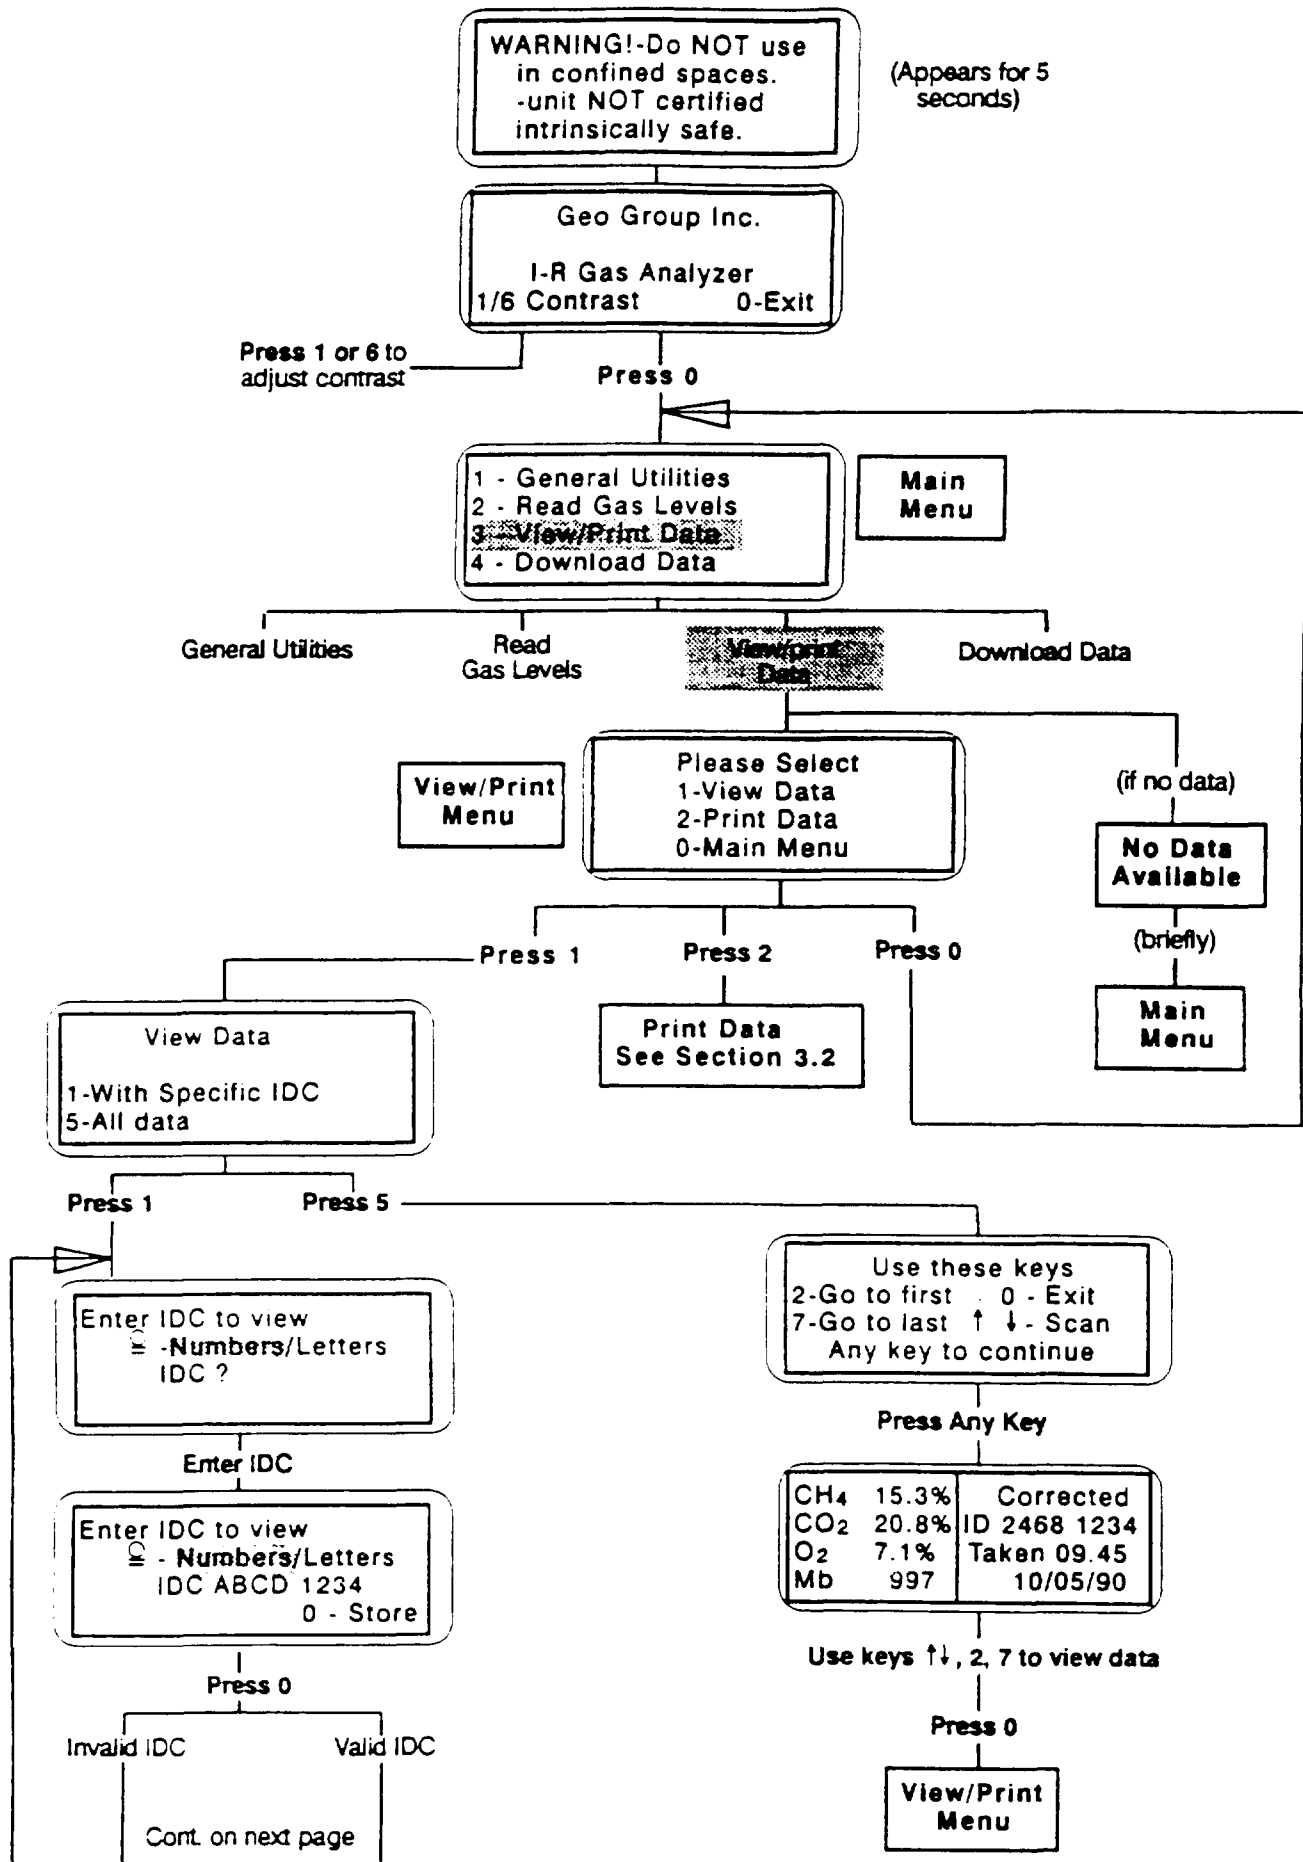 WARNING!-Do NOT use
in confined spaces.
-unit NOT certified
intrinsically safe.
(Appears for 5
seconds)
Geo Group Inc.
I-R Gas Analyzer
1/6 Contrast 0-Exit
Press 1 or 6 to
adjust contrast
Press 0
1 - General Utilities
2 - Read Gas Levels
3 - View/Print Data
4 - Download Data
Main
Menu
General Utilities
Read
Gas Levels
View/print
Data
Download Data
View/Print
Menu
Please Select
1-View Data
2-Print Data
0-Main Menu
(if no data)
No Data
Available
(briefly)
Main
Menu
Press 1
Press 2
Press 0
Print Data
See Section 3.2
View Data
1-With Specific IDC
5-All data
Press 1
Press 5
Enter IDC to view
-Numbers/Letters
IDC ?
Enter IDC
Enter IDC to view
- Numbers/Letters
IDC ABCD 1234
0 - Store
Press 0
Invalid IDC
Valid IDC
Cont. on next page
Use these keys
2-Go to first 0 - Exit
7-Go to last ↑ ↓ - Scan
Any key to continue
Press Any Key
CH4 15.3% Corrected
CO2 20.8% ID 2468 1234
O2 7.1% Taken 09.45
Mb 997 10/05/90
Use keys ↑↓, 2, 7 to view data
Press 0
View/Print
Menu